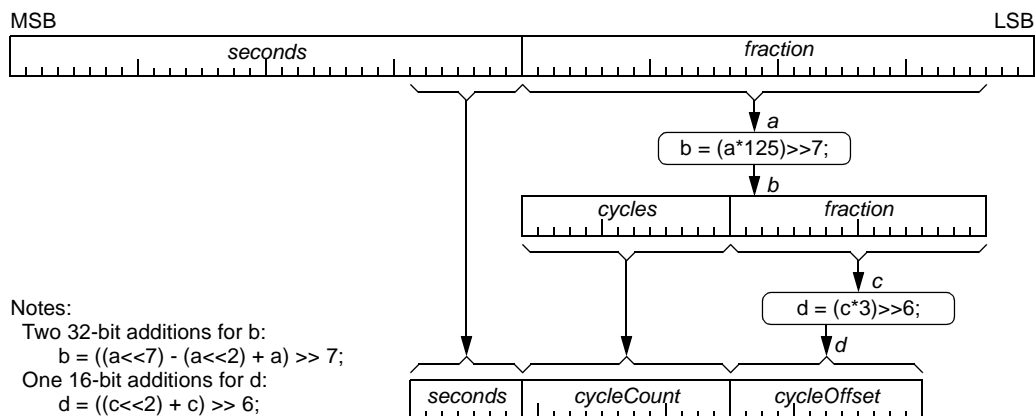 MSB LSB
seconds fraction
a
b = (a*125)>>7;
b
cycles fraction
c
d = (c*3)>>6;
d
Notes:
Two 32-bit additions for b:
b = ((a<<7) - (a<<2) + a) >> 7;
One 16-bit additions for d:
d = ((c<<2) + c) >> 6;
seconds cycleCount cycleOffset